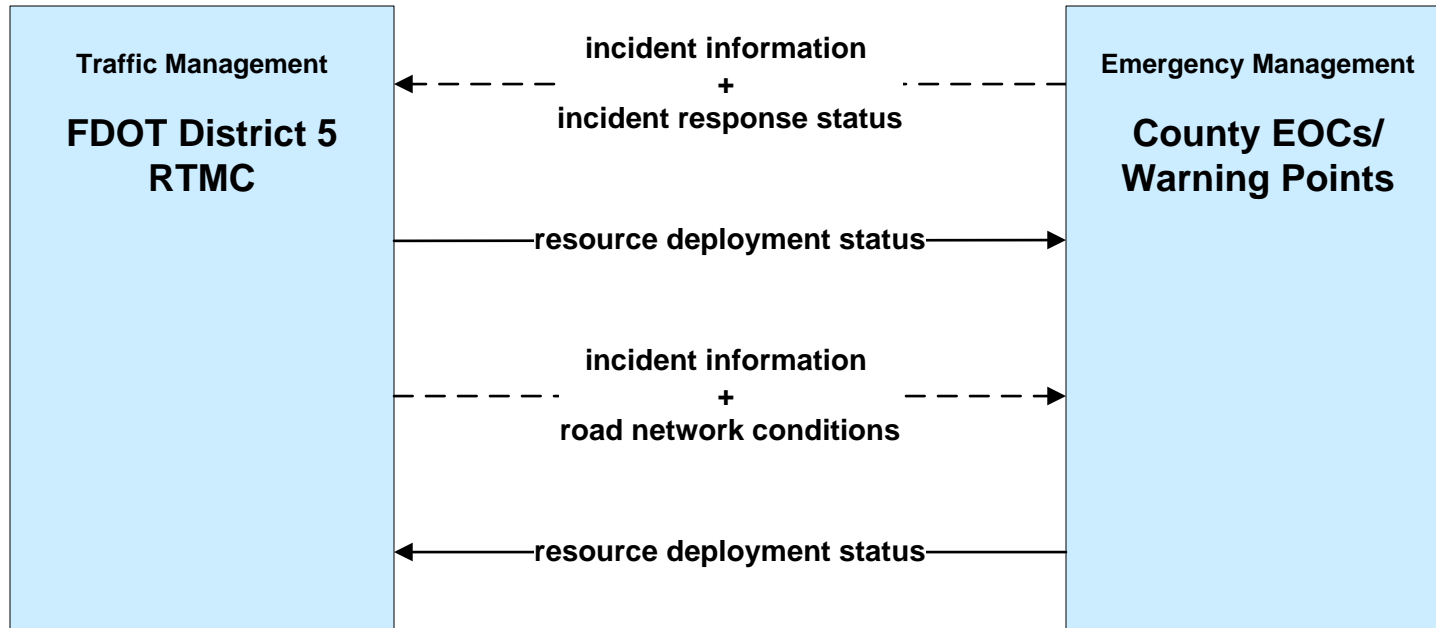 Traffic Management
FDOT District 5
RTMC
incident information
+
incident response status
resource deployment status
incident information
+
road network conditions
resource deployment status
Emergency Management
County EOCs/
Warning Points